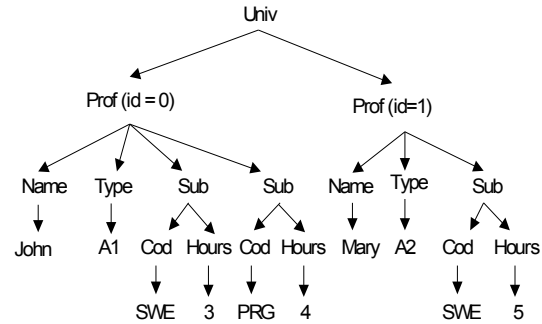 Univ
Prof (id = 0) Prof (id=1)
Name Type Sub Sub Name Type Sub
John A1 Cod Hours Cod Hours Mary A2 Cod Hours
SWE 3 PRG 4 SWE 5